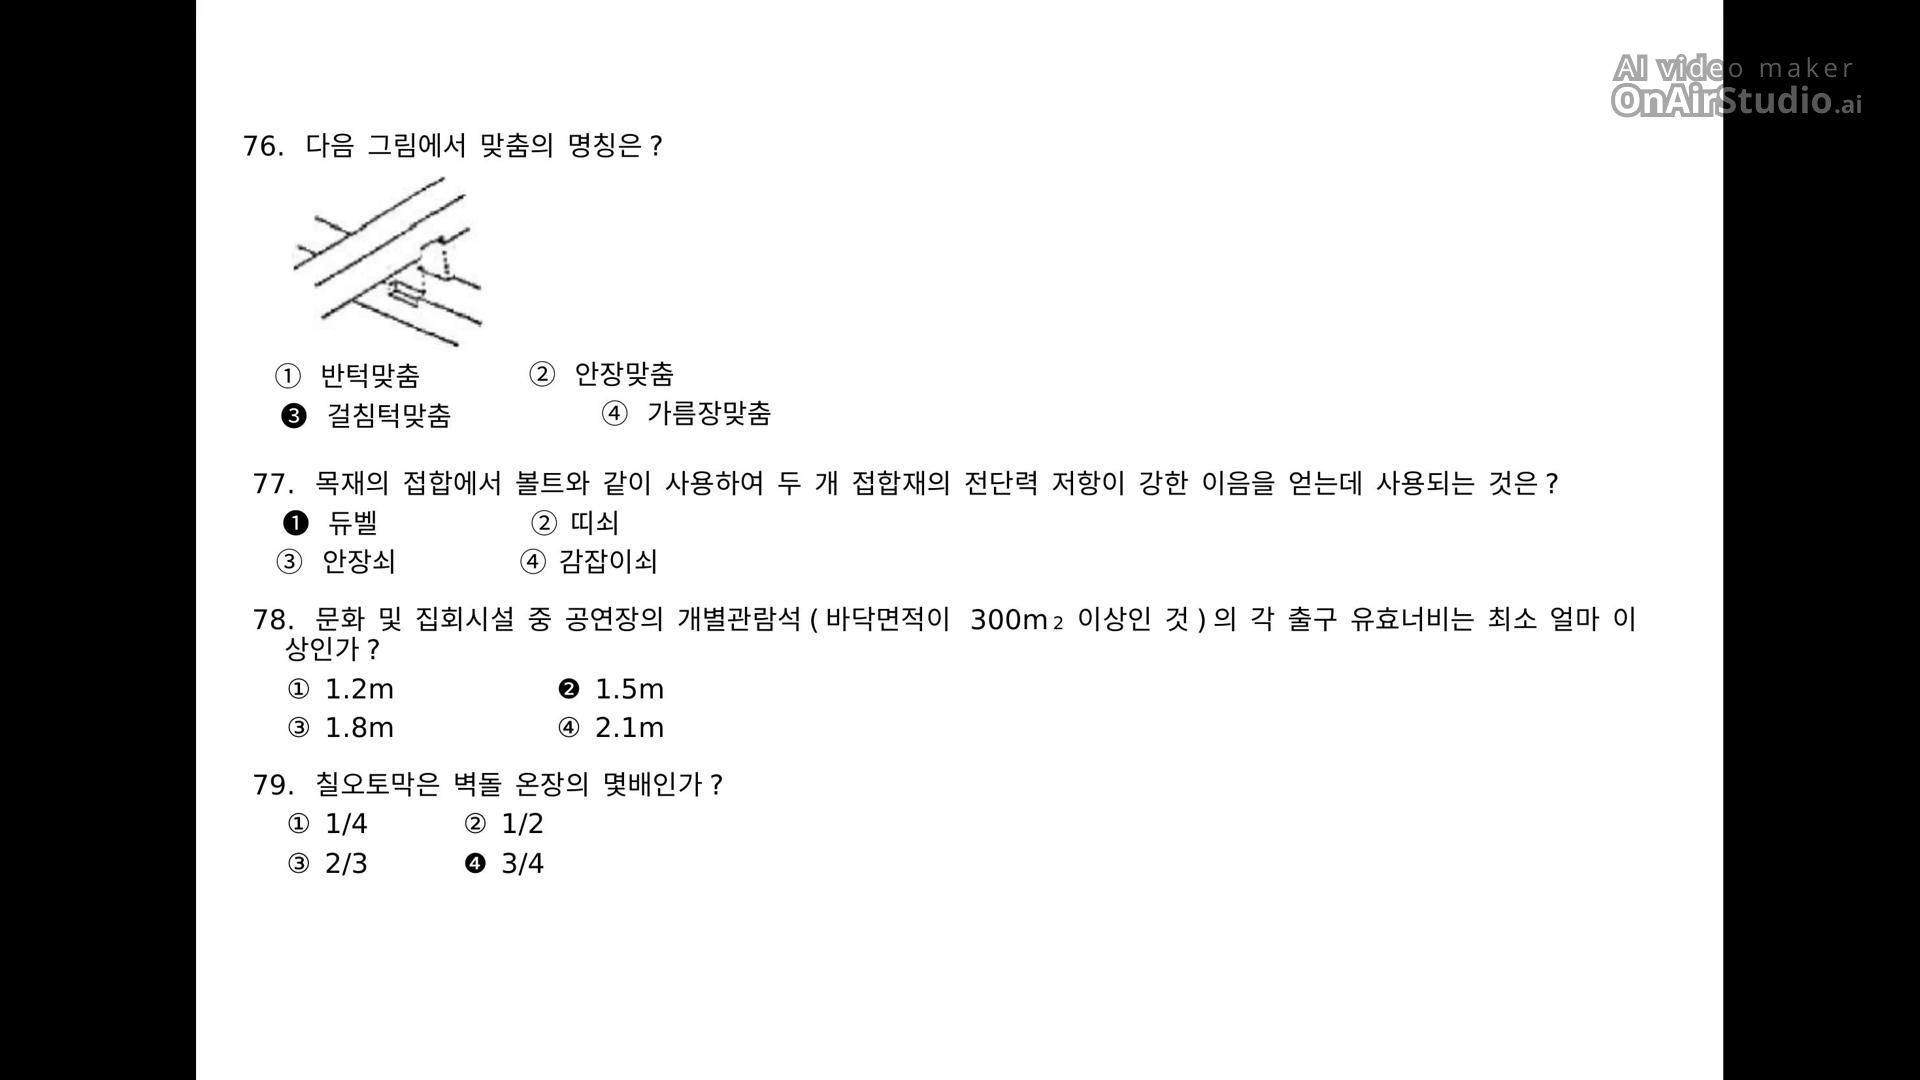 AI video maker
OnAirStudio.ai
76. 다음 그림에서 맞춤의 명칭은?
① 반턱맞춤 ② 안장맞춤
❸ 걸침턱맞춤 ④ 가름장맞춤
77. 목재의 접합에서 볼트와 같이 사용하여 두 개 접합재의 전단력 저항이 강한 이음을 얻는데 사용되는 것은?
❶ 듀벨 ② 띠쇠
③ 안장쇠 ④ 감잡이쇠
78. 문화 및 집회시설 중 공연장의 개별관람석(바닥면적이 300m2 이상인 것)의 각 출구 유효너비는 최소 얼마 이
상인가?
① 1.2m ❷ 1.5m
③ 1.8m ④ 2.1m
79. 칠오토막은 벽돌 온장의 몇배인가?
① 1/4 ② 1/2
③ 2/3 ❹ 3/4